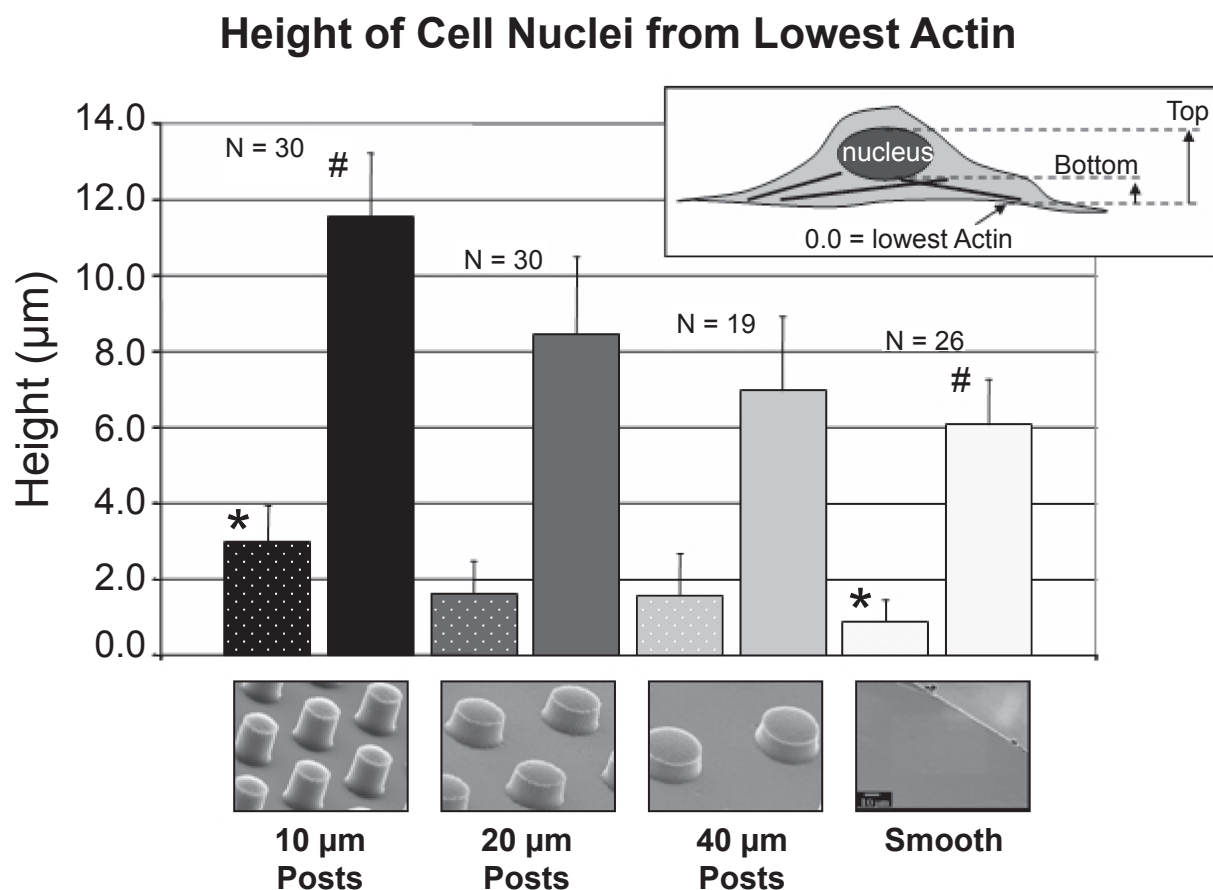 Height of Cell Nuclei from Lowest Actin
Height (µm)
14.0
12.0
10.0
8.0
6.0
4.0
2.0
0.0
N = 30
#
*
N = 30
N = 19
N = 26
#
*
nucleus
Top
Bottom
0.0 = lowest Actin
10 µm
10 µm
Posts
20 µm
Posts
40 µm
Posts
Smooth